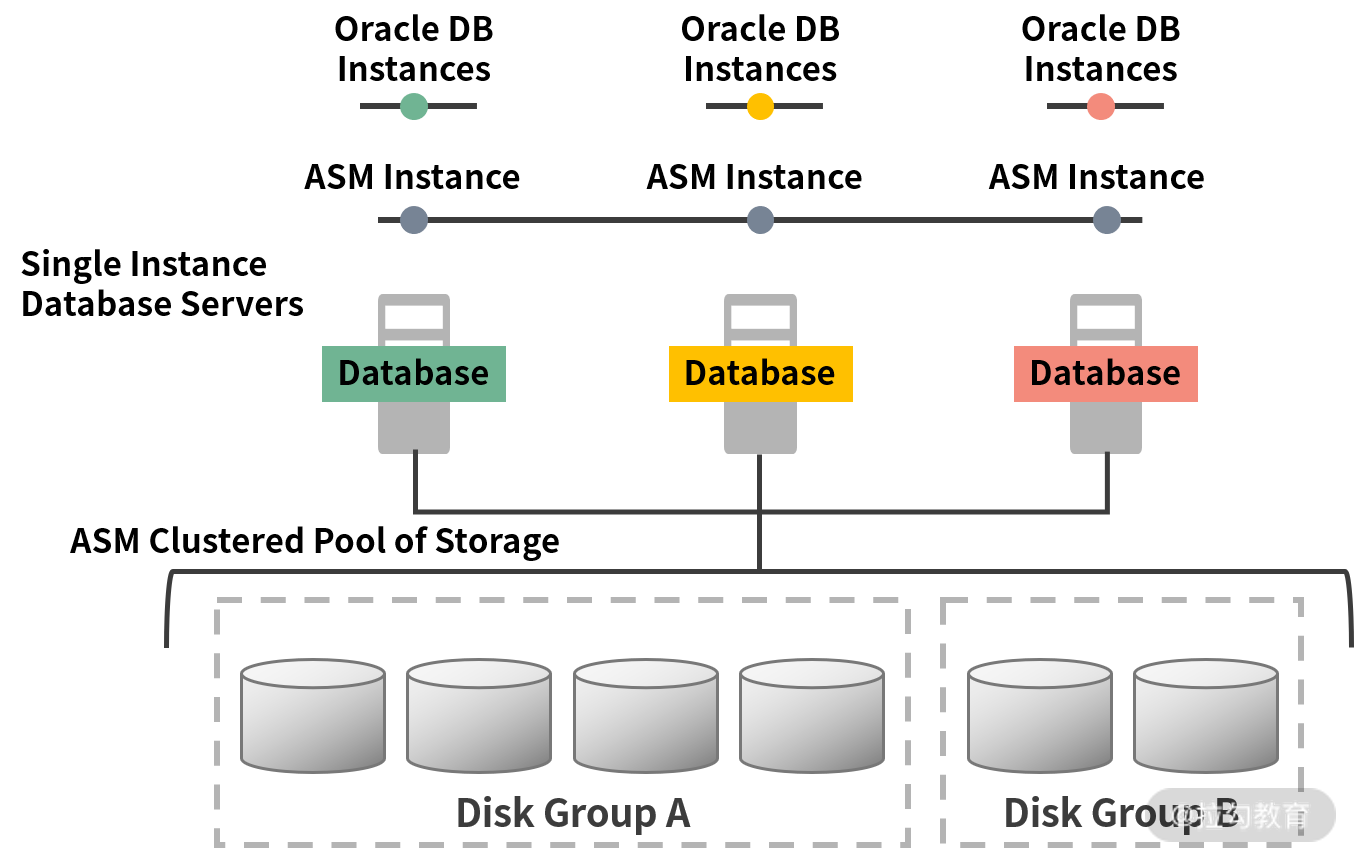 Oracle DB
Instances
Oracle DB
Instances
Oracle DB
Instances
ASM Instance
ASM Instance
ASM Instance
Single Instance
Database Servers
Database
Database
Database
ASM Clustered Pool of Storage
Disk Group A
Disk Group B
@拉勾教育